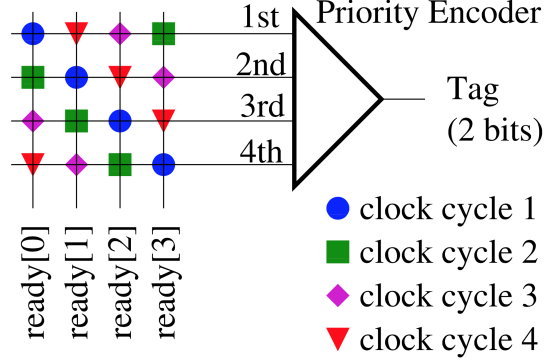 Priority Encoder
1st
2nd
3rd
4th
Tag
(2 bits)
clock cycle 1
clock cycle 2
clock cycle 3
clock cycle 4
ready[0]
ready[1]
ready[2]
ready[3]